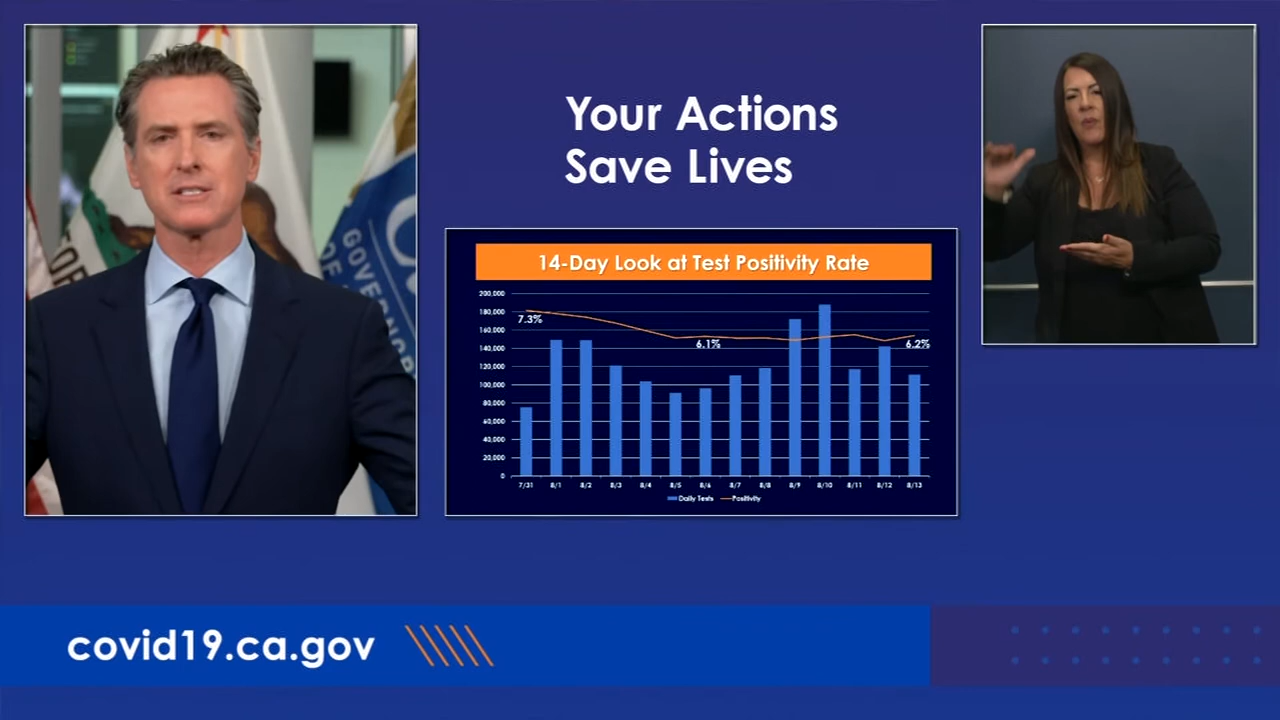 Your Actions
Save Lives
14-Day Look at Test Positivity Rate
200,000
180,000
160,000
140,000
120,000
100,000
80,000
60,000
40,000
20,000
0
7.3%
6.1%
6.2%
7/31 8/1 8/2 8/3 8/4 8/5 8/6 8/7 8/8 8/9 8/10 8/11 8/12 8/13
Daily Tests Positivity
GOVERNOR
OF
covid19.ca.gov